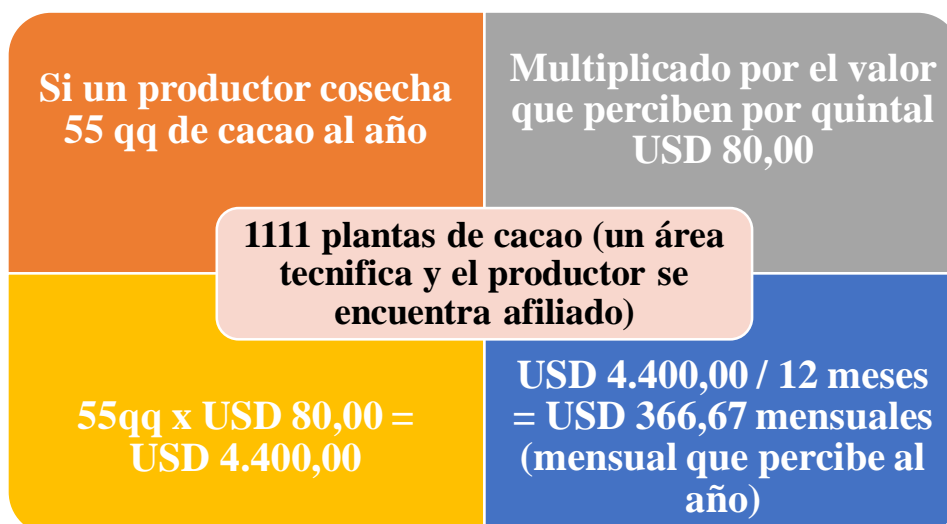 Si un productor cosecha
55 qq de cacao al año
Multiplicado por el valor
que perciben por quintal
USD 80,00
1111 plantas de cacao (un área
tecnifica y el productor se
encuentra afiliado)
55qq x USD 80,00 =
USD 4.400,00
USD 4.400,00 / 12 meses
= USD 366,67 mensuales
(mensual que percibe al
año)